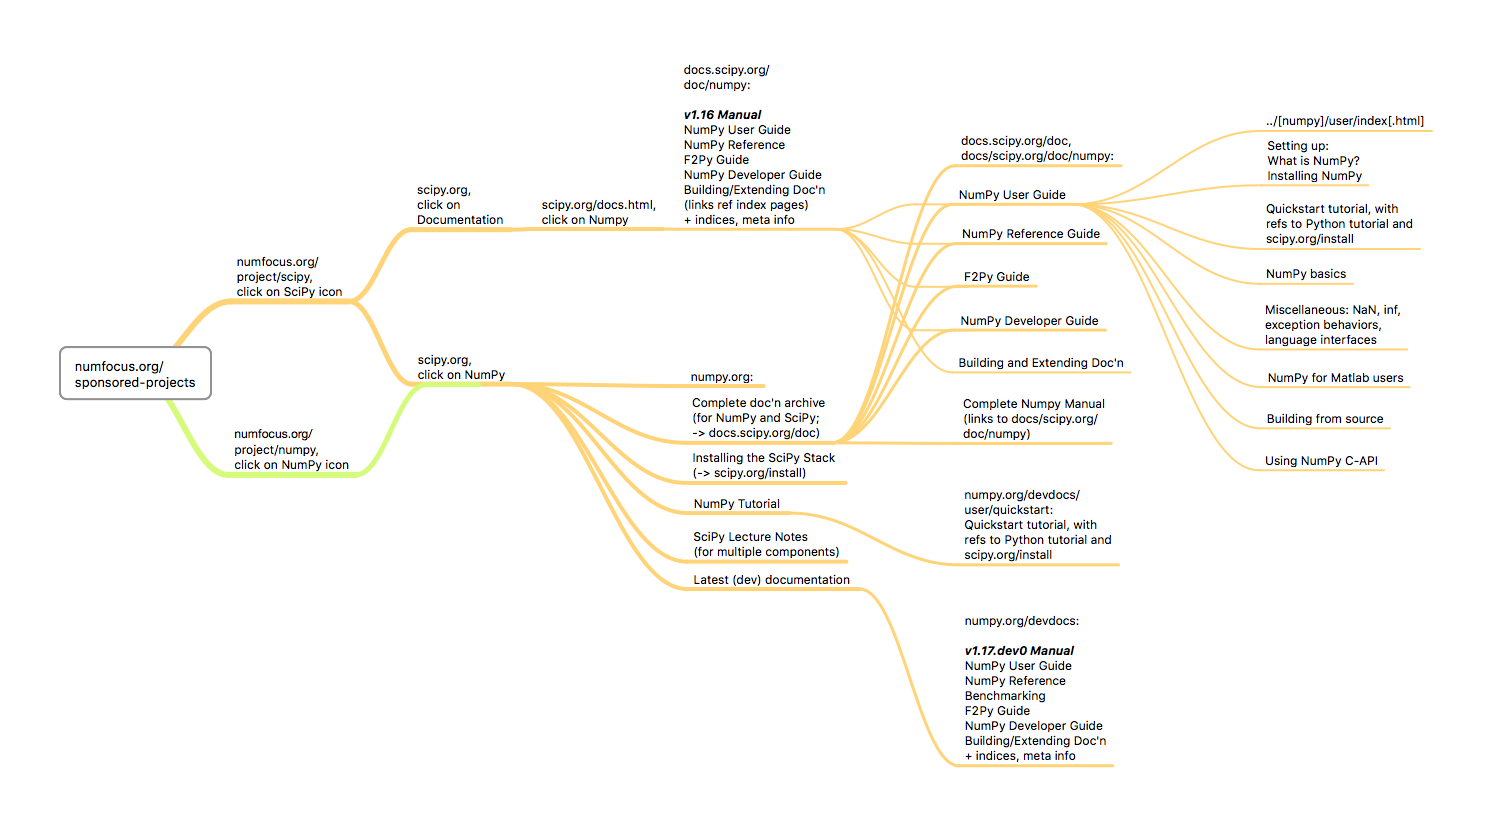 numfocus.org/
sponsored-projects
numfocus.org/
project/scipy,
click on SciPy icon
numfocus.org/
project/numpy,
click on NumPy icon
scipy.org,
click on
Documentation
scipy.org/docs.html,
click on Numpy
scipy.org,
click on NumPy
docs.scipy.org/
doc/numpy:
v1.16 Manual
NumPy User Guide
NumPy Reference
F2Py Guide
NumPy Developer Guide
Building/Extending Doc'n
(links ref index pages)
+ indices, meta info
numpy.org:
Complete doc'n archive
(for NumPy and SciPy;
-> docs.scipy.org/doc)
Installing the SciPy Stack
(-> scipy.org/install)
NumPy Tutorial
SciPy Lecture Notes
(for multiple components)
Latest (dev) documentation
docs.scipy.org/doc,
docs/scipy.org/doc/numpy:
NumPy User Guide
NumPy Reference Guide
F2Py Guide
NumPy Developer Guide
Building and Extending Doc'n
Complete Numpy Manual
(links to docs/scipy.org/
doc/numpy)
numpy.org/devdocs/
user/quickstart:
Quickstart tutorial, with
refs to Python tutorial and
scipy.org/install
numpy.org/devdocs:
v1.17.dev0 Manual
NumPy User Guide
NumPy Reference
Benchmarking
F2Py Guide
NumPy Developer Guide
Building/Extending Doc'n
+ indices, meta info
../[numpy]/user/index[.html]
Setting up:
What is NumPy?
Installing NumPy
Quickstart tutorial, with
refs to Python tutorial and
scipy.org/install
NumPy basics
Miscellaneous: NaN, inf,
exception behaviors,
language interfaces
NumPy for Matlab users
Building from source
Using NumPy C-API